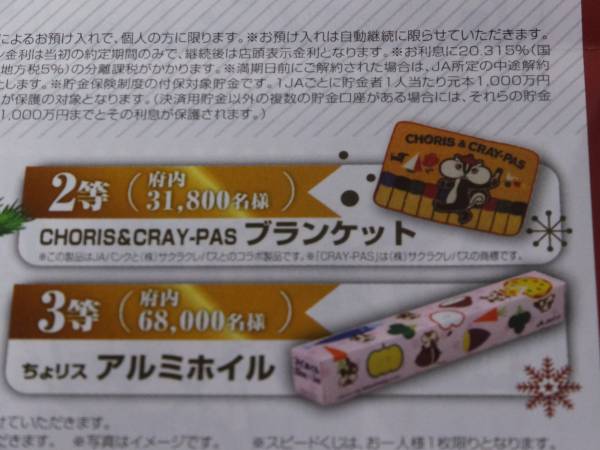 によるお預け入れで、個人の方に限ります。※お預け入れは自動継続に限らせていただきます。
ン金利は当初の約定期間のみで、継続後は店頭表示金利となります。※お利息に20.315%(国
地方税5%)の分離課税がかかります。※満期日前にご解約された場合は、JA所定の中途解約
とします。※貯金保険制度の付保対象貯金です。1JAごとに貯金者1人当たり元本1,000万円
が保護の対象となります。(決済用貯金以外の複数の貯金口座がある場合には、それらの貯金
1,000万円までとその利息が保護されます。)
CHORIS & CRAY-PAS
2等 (府内 31,800名様)
CHORIS&CRAY-PAS ブランケット
※この製品はJAバンクと(株)サクラクレパスとのコラボ製品です。※「CRAY-PAS」は(株)サクラクレパスの商標です。
3等 (府内 68,000名様)
ちょリス アルミホイル
せていただきます。
だきます。 ※写真はイメージです。 ※スピードくじは、お一人様1枚限りとなります。